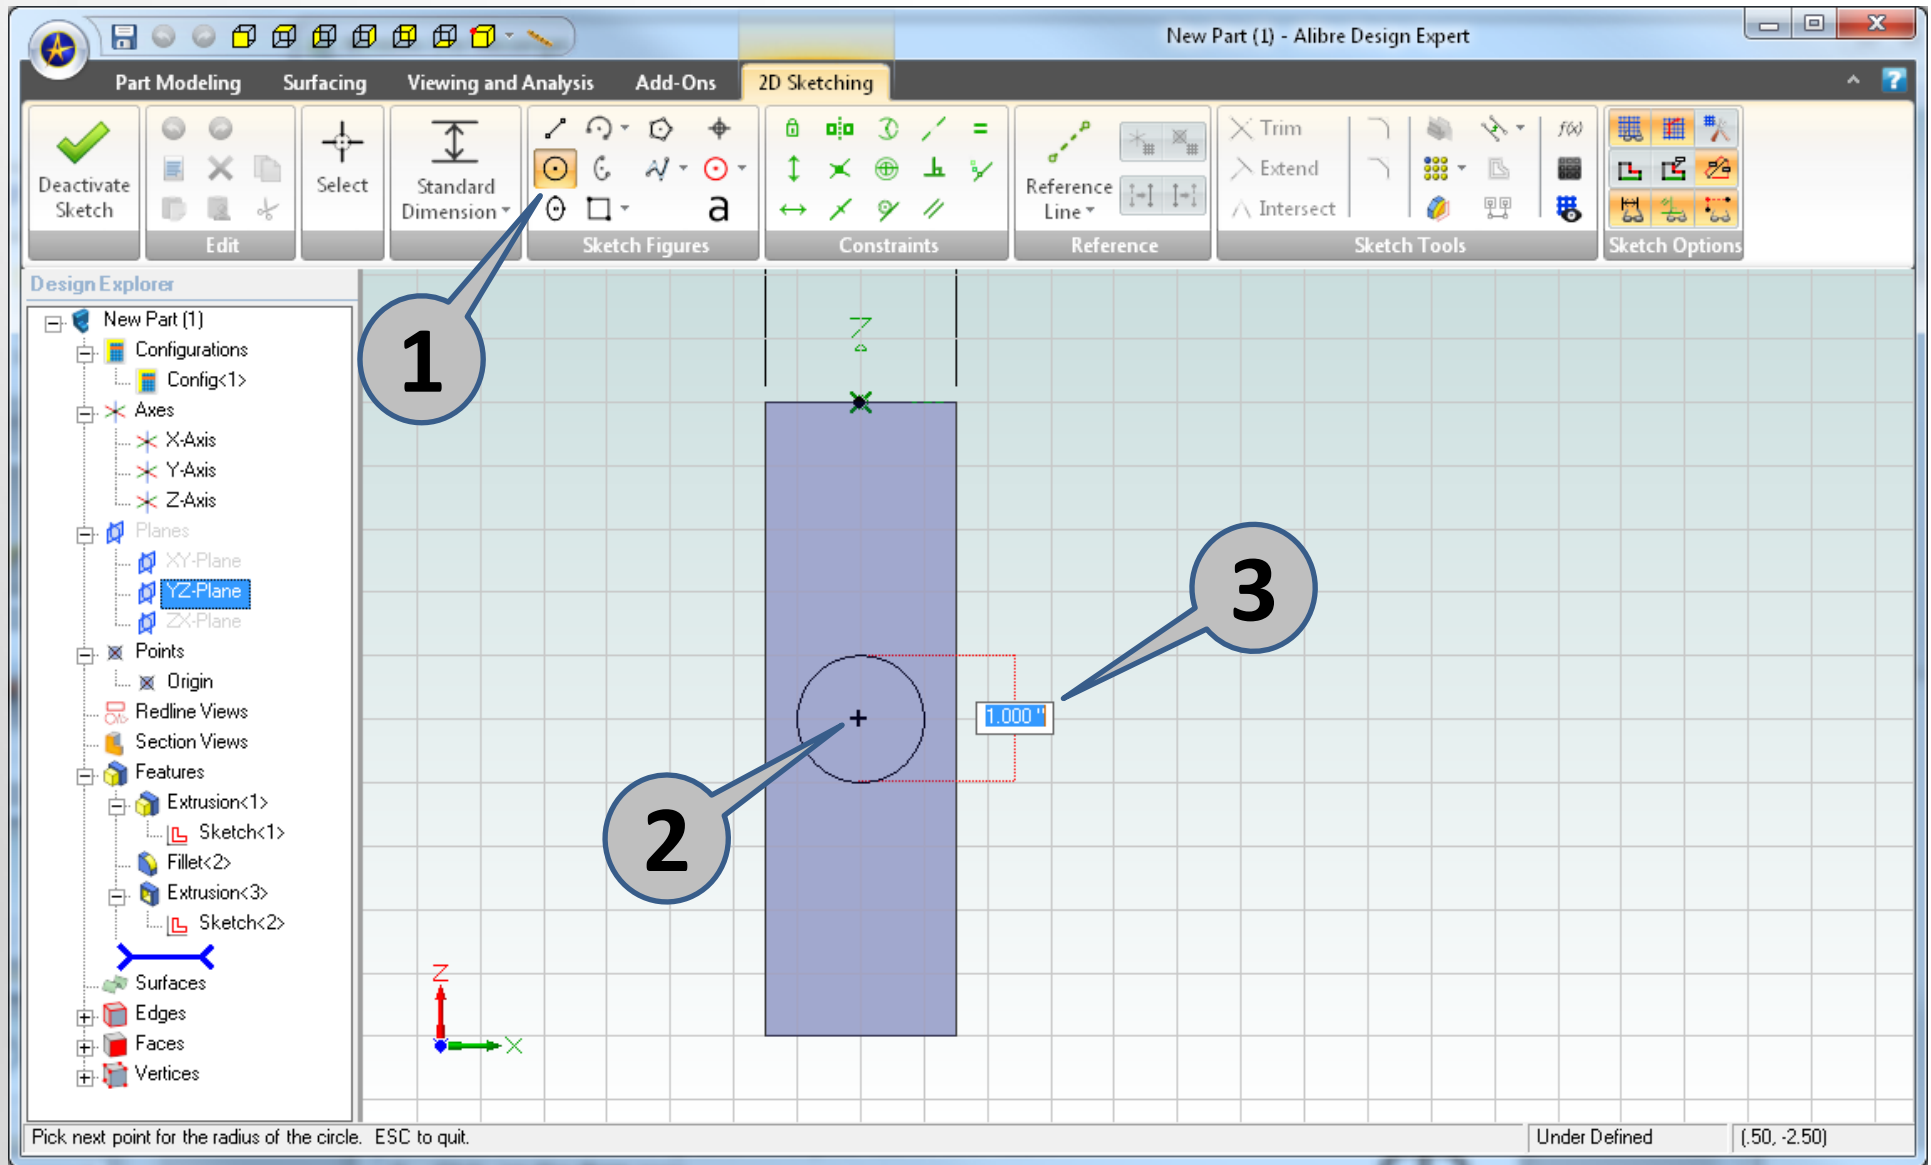 New Part (1) - Alibre Design Expert
Part Modeling Surfacing Viewing and Analysis Add-Ons 2D Sketching
Deactivate Sketch
Edit
Select
Standard Dimension
a
Sketch Figures
Constraints
Reference Line
Reference
Trim
Extend
Intersect
f(x)
Sketch Tools
Sketch Options
Design Explorer
New Part (1)
Configurations
Config<1>
Axes
X-Axis
Y-Axis
Z-Axis
Planes
XY-Plane
YZ-Plane
ZX-Plane
Points
Origin
Redline Views
Section Views
Features
Extrusion<1>
Sketch<1>
Fillet<2>
Extrusion<3>
Sketch<2>
Surfaces
Edges
Faces
Vertices
1
2
3
1.000 "
Z
X
Pick next point for the radius of the circle. ESC to quit.
Under Defined
(.50, -2.50)